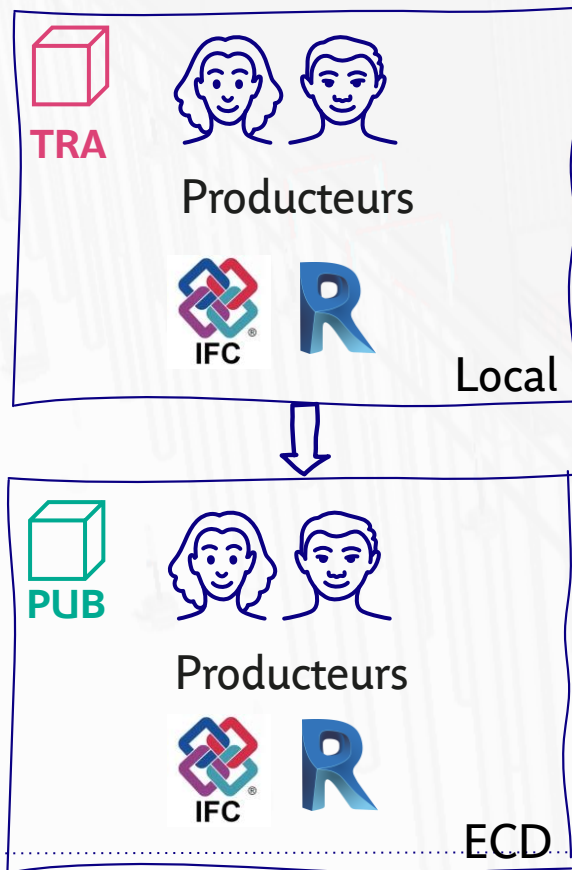 TRA
Producteurs
IFC ®
R
Local
PUB
Producteurs
IFC ®
R
ECD